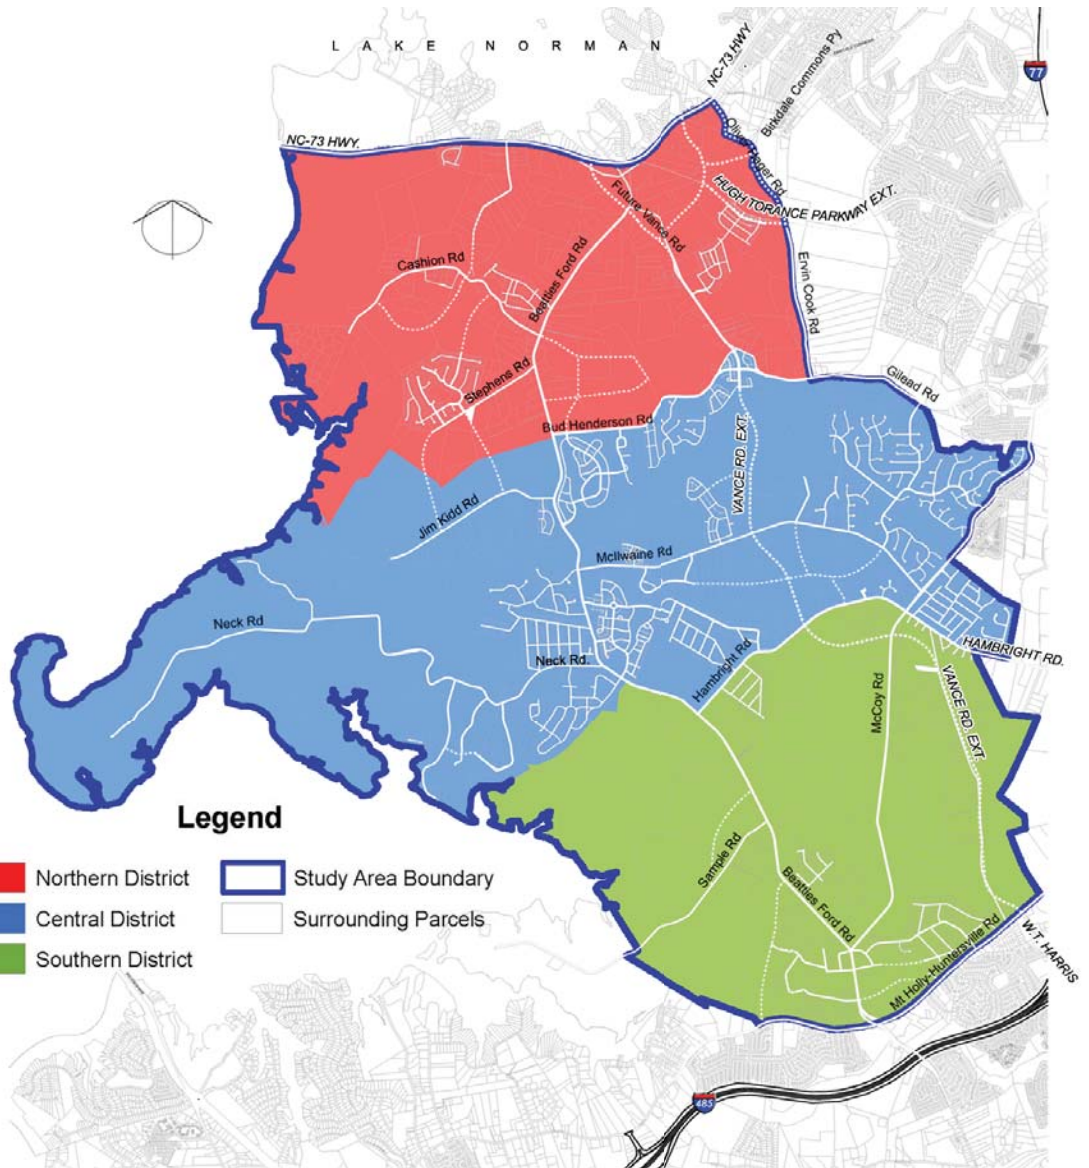 LAKE NORMAN
NC-73 HWY
77
Birkdale Commons Py
NC-73 HWY.
HUGH TORANCE PARKWAY EXT.
Future Vance Rd
Cashion Rd
Beatties Ford Rd
Ervin Cook Rd
Stephens Rd
Gilead Rd
Bud Henderson Rd
VANCE RD. EXT.
Jim Kidd Rd
McIlwaine Rd
Neck Rd
HAMBRIGHT RD.
Neck Rd.
Hambright Rd
McCoy Rd
VANCE RD. EXT.
Legend
Northern District
Study Area Boundary
Central District
Surrounding Parcels
Southern District
Sample Rd
Beatties Ford Rd
Mt Holly-Huntersville Rd
W.T. HARRIS
485